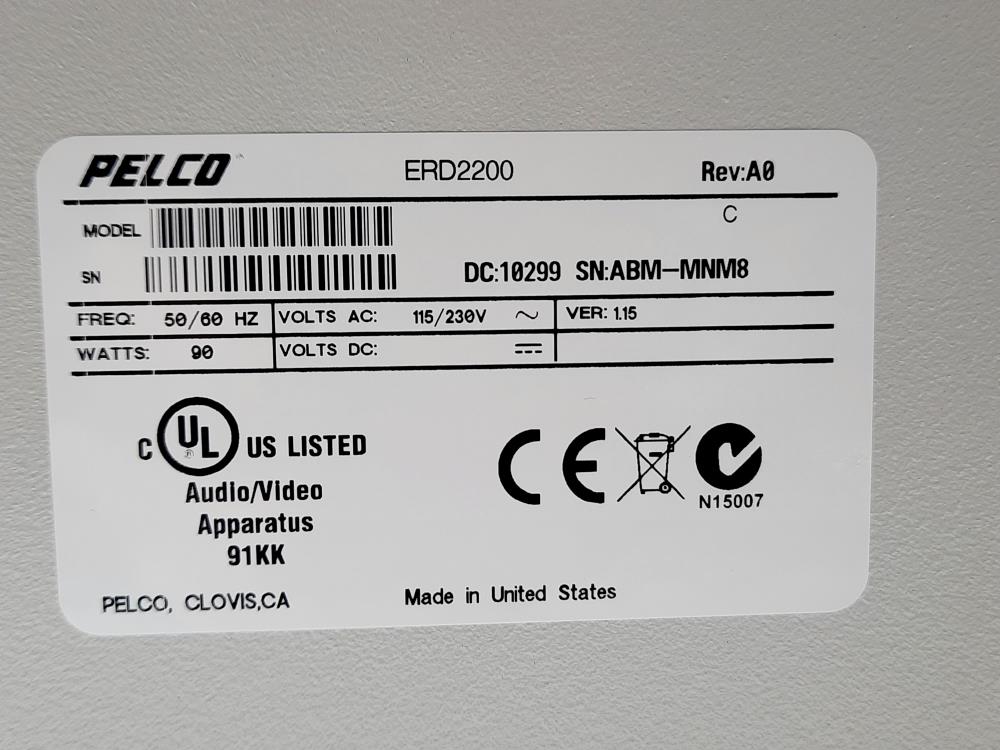 PELCO ERD2200 Rev:A0
C
MODEL
SN DC:10299 SN:ABM-MNM8
FREQ: 50/60 HZ VOLTS AC: 115/230V VER: 1.15
WATTS: 90 VOLTS DC:
C UL US LISTED
Audio/Video
Apparatus
91KK
CE
N15007
PELCO, CLOVIS,CA Made in United States